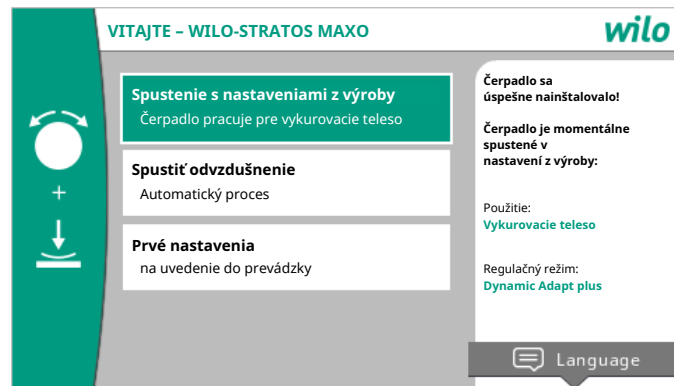 VITAJTE – WILO-STRATOS MAXO
wilo
Spustenie s nastaveniami z výroby
Čerpadlo pracuje pre vykurovacie teleso
Spustiť odvzdušnenie
Automatický proces
Prvé nastavenia
na uvedenie do prevádzky
Čerpadlo sa
úspešne nainštalovalo!
Čerpadlo je momentálne
spustené v
nastavení z výroby:
Použitie:
Vykurovacie teleso
Regulačný režim:
Dynamic Adapt plus
+
Language